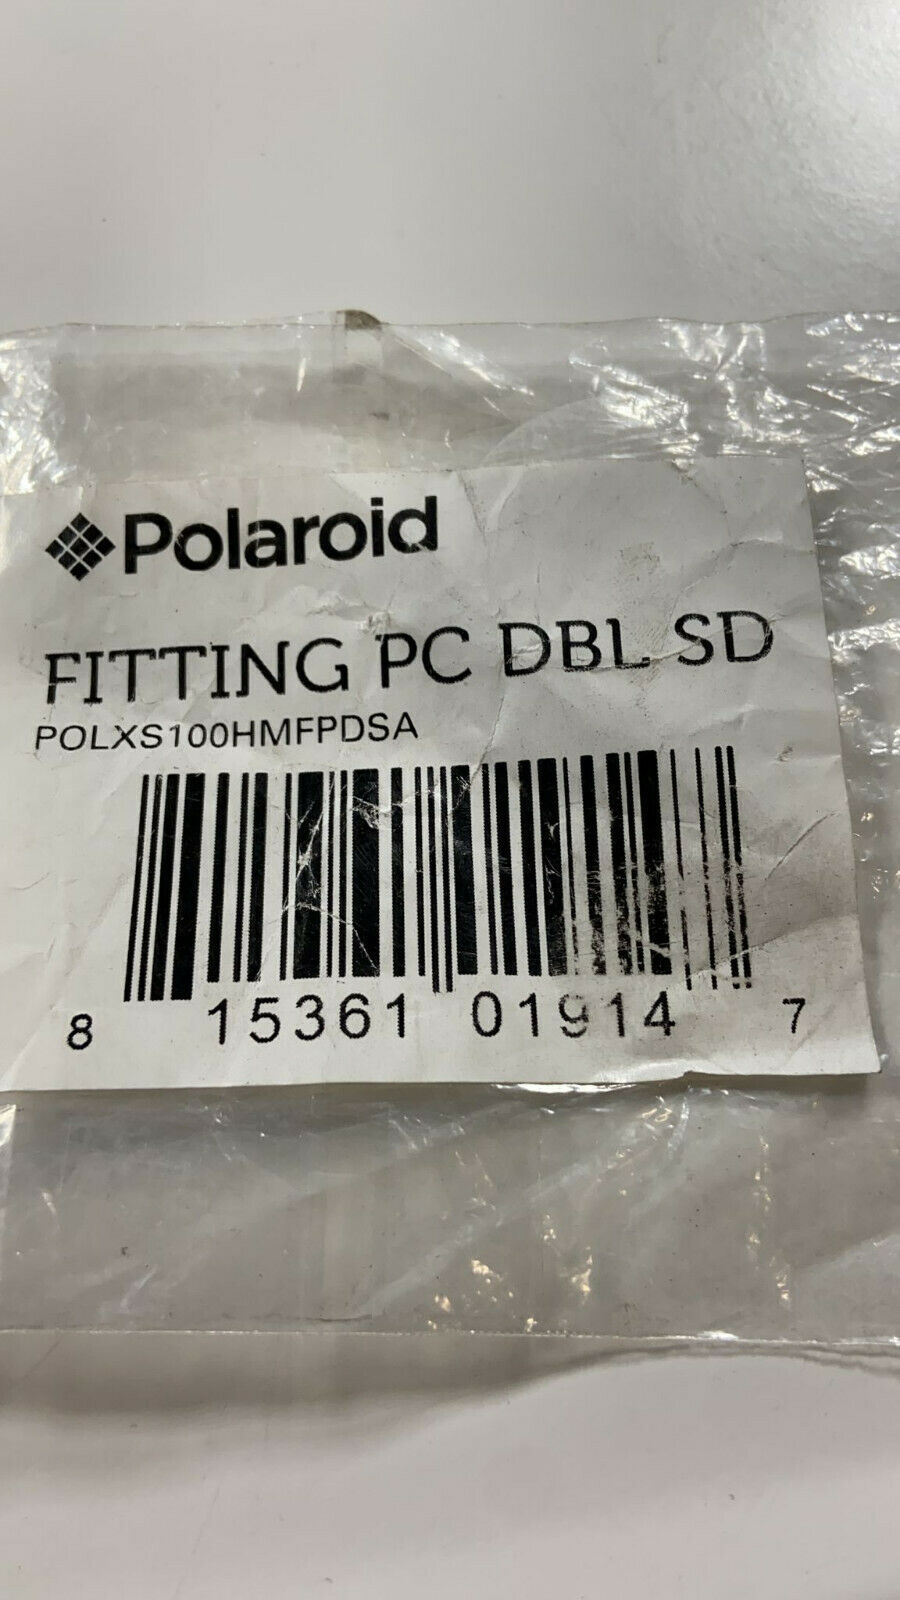 Polaroid
FITTING PC DBL SD
POLXS100HMFPDSA
8 15361 01914 7